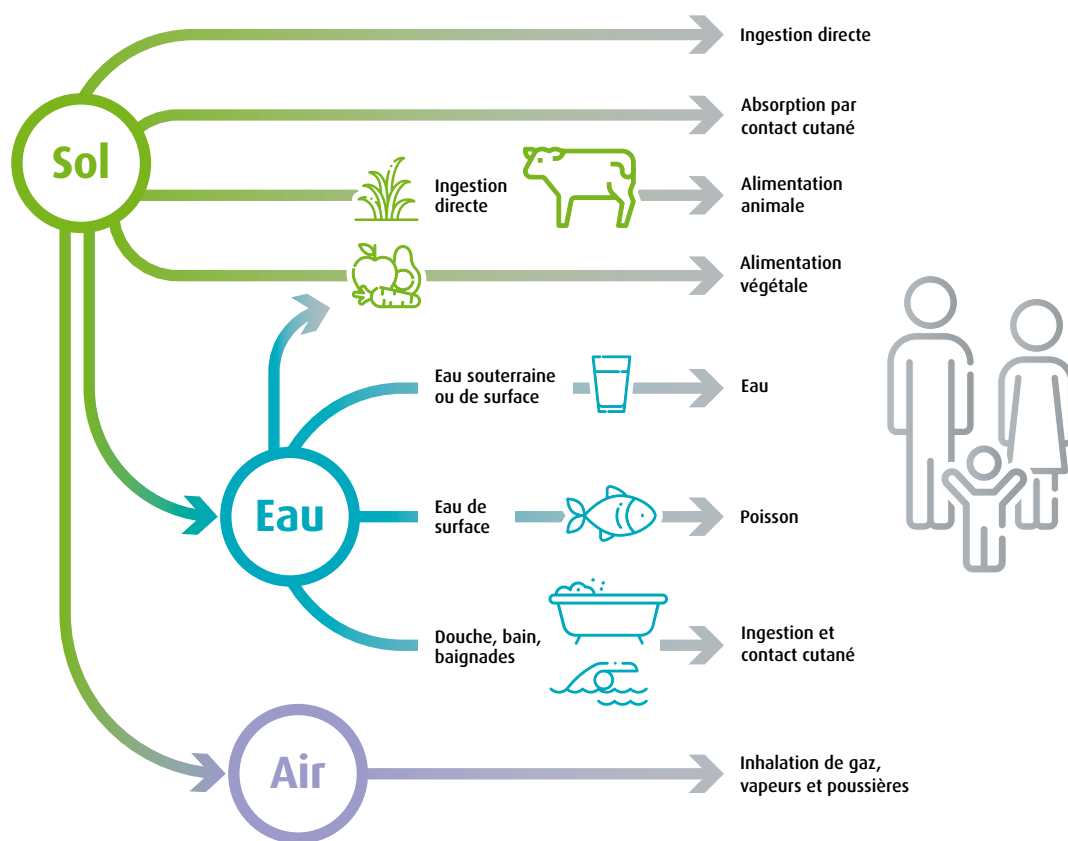 Ingestion directe
Sol
Absorption par
contact cutané
Ingestion
directe
Alimentation
animale
Alimentation
végétale
Eau souterraine
ou de surface
Eau
Eau
Eau de
surface
Poisson
Douche, bain,
baignades
Ingestion et
contact cutané
Air
Inhalation de gaz,
vapeurs et poussières